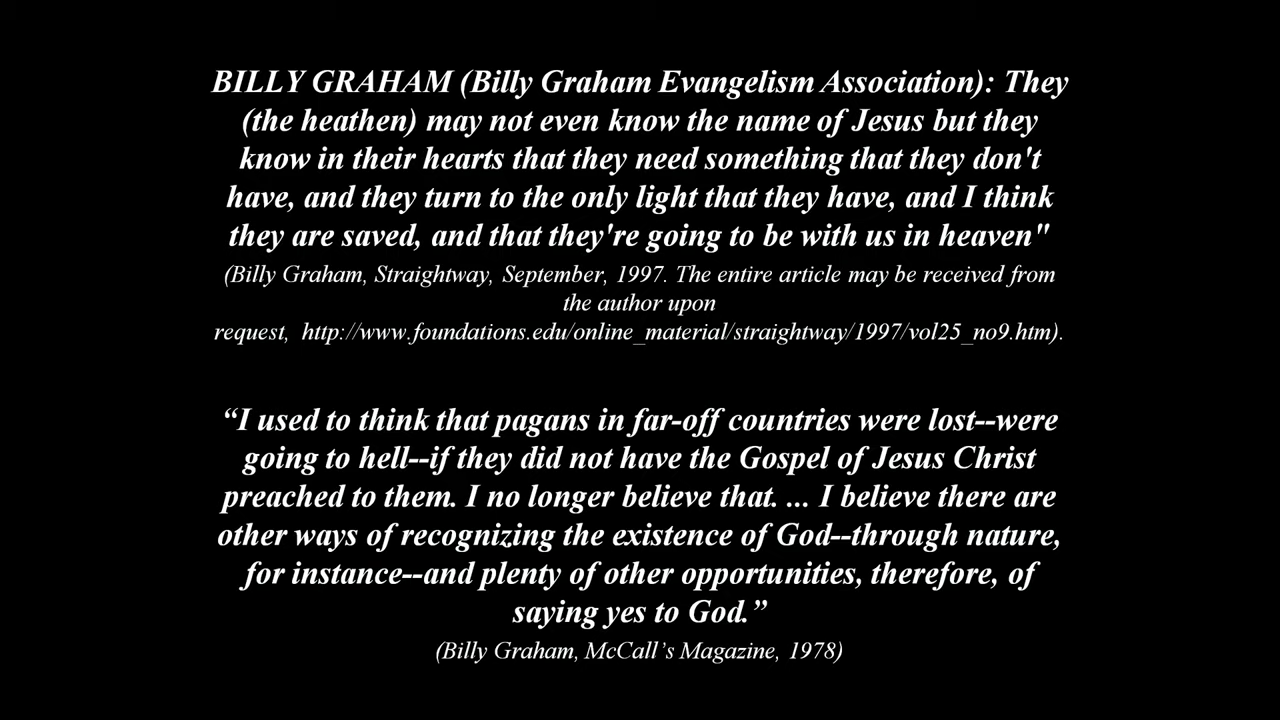 BILLY GRAHAM (Billy Graham Evangelism Association): They
(the heathen) may not even know the name of Jesus but they
know in their hearts that they need something that they don't
have, and they turn to the only light that they have, and I think
they are saved, and that they're going to be with us in heaven"
(Billy Graham, Straightway, September, 1997. The entire article may be received from
the author upon
request, http://www.foundations.edu/online_material/straightway/1997/vol25_no9.htm).
“I used to think that pagans in far-off countries were lost--were
going to hell--if they did not have the Gospel of Jesus Christ
preached to them. I no longer believe that. ... I believe there are
other ways of recognizing the existence of God--through nature,
for instance--and plenty of other opportunities, therefore, of
saying yes to God.”
(Billy Graham, McCall’s Magazine, 1978)